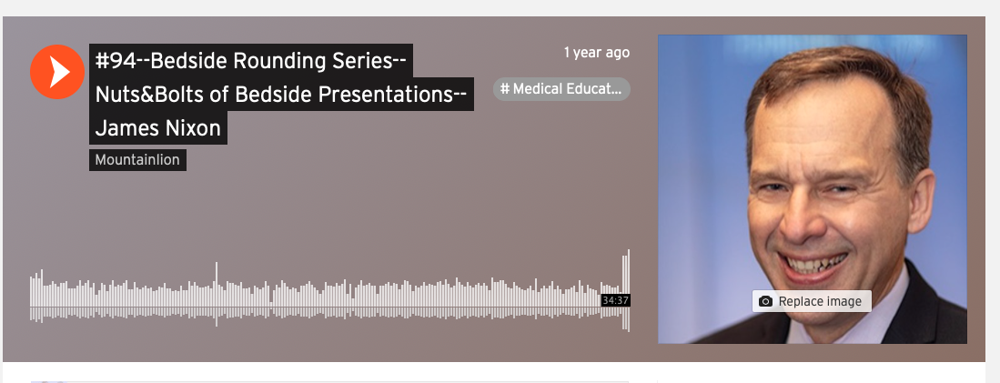 #94--Bedside Rounding Series--
Nuts&Bolts of Bedside Presentations--
James Nixon
Mountainlion
1 year ago
# Medical Educat...
34:37
Replace image